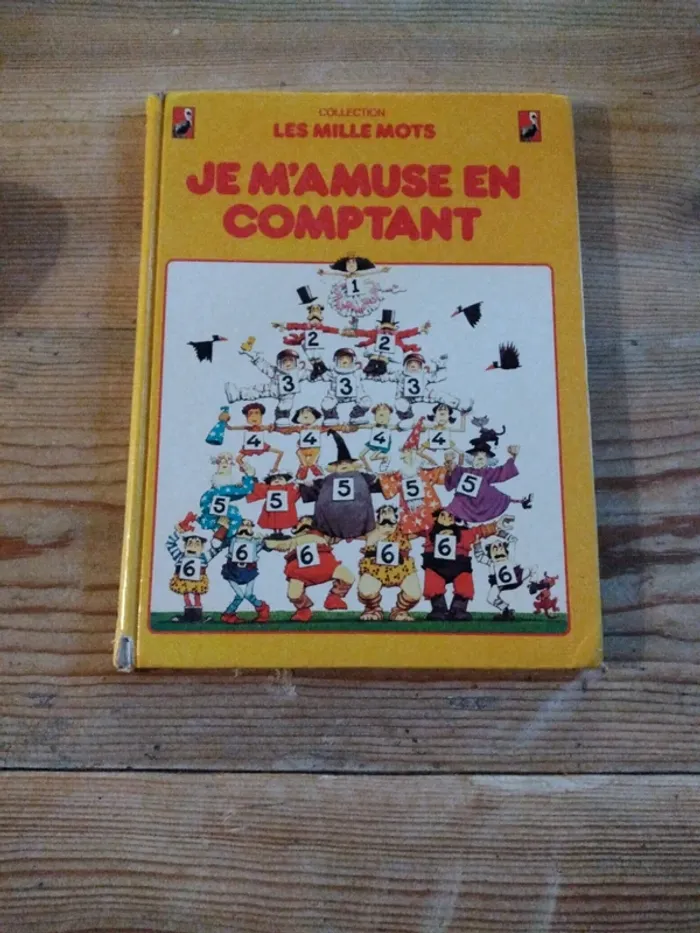 COLLECTION
LES MILLE MOTS
JE M'AMUSE EN
COMPTANT
1
2 2
3 3 3
4 4 4 4
5 5 5 5 5
6 6 6 6 6 6